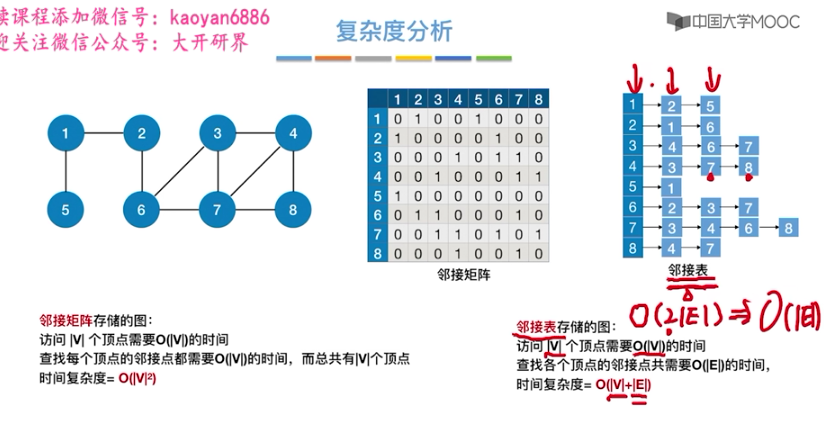 续课程添加微信号：kaoyan6886
迎关注微信公众号：大开研界
复杂度分析
中国大学MOOC
1 2 3 4
5 6 7 8
1 2 3 4 5 6 7 8
1 0 1 0 0 1 0 0 0
2 1 0 0 0 0 1 0 0
3 0 0 0 1 0 1 1 0
4 0 0 1 0 0 0 1 1
5 1 0 0 0 0 0 0 0
6 0 1 1 0 0 0 1 0
7 0 0 1 1 0 1 0 1
8 0 0 0 1 0 0 1 0
邻接矩阵
1 2 5
2 1 6
3 4 6 7
4 3 7 8
5 1
6 2 3 7
7 3 4 6 8
8 4 7
邻接表
O(2|E|)⇒O(|E|)
邻接矩阵存储的图：
访问 |V| 个顶点需要O(|V|)的时间
查找每个顶点的邻接点都需要O(|V|)的时间，而总共有|V|个顶点
时间复杂度= O(|V|²)
邻接表存储的图：
访问 |V| 个顶点需要O(|V|)的时间
查找各个顶点的邻接点共需要O(|E|)的时间，
时间复杂度= O(|V|+|E|)